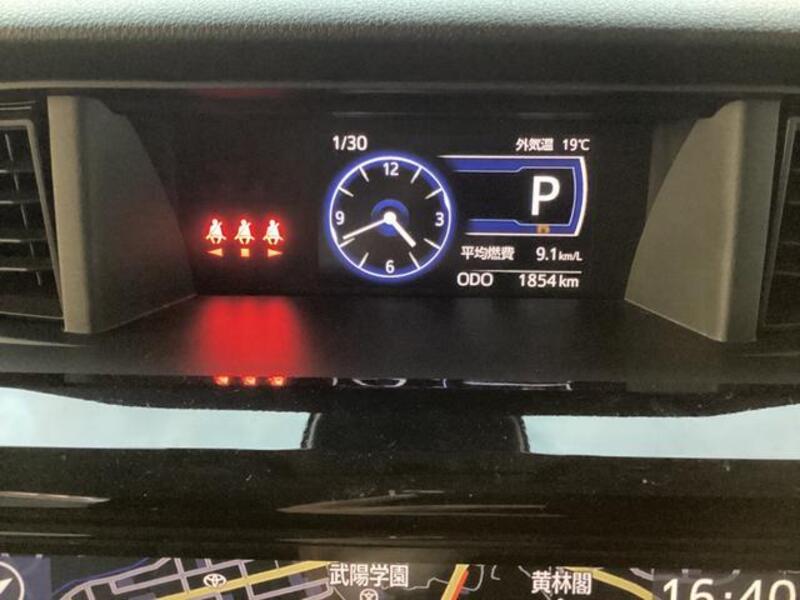 1/30
外気温 19℃
12
9
3
6
P
平均燃費 9.1km/L
ODO 1854km
武陽学園
文
黄林閣
16:40